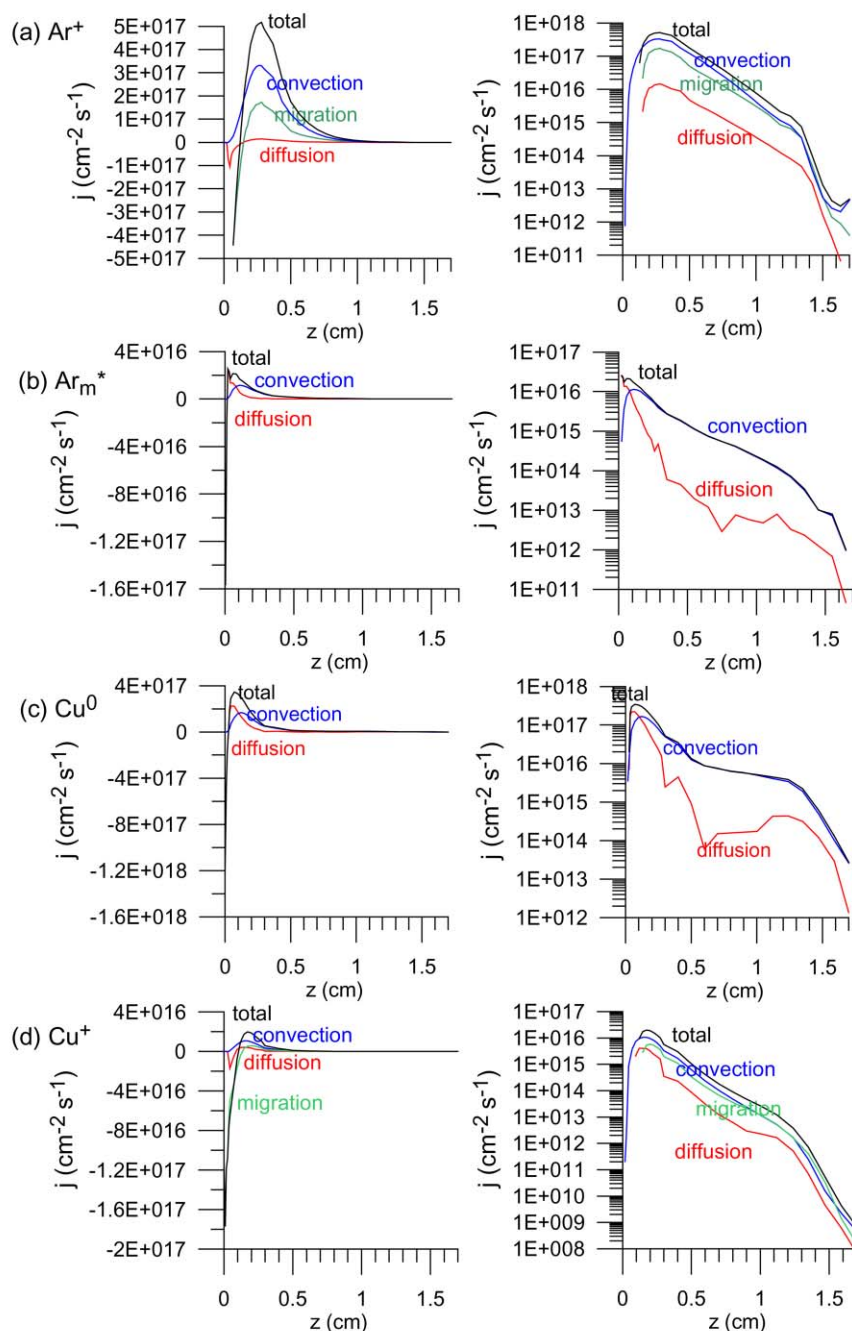 (a) Ar+
j (cm-2 s-1)
5E+017
4E+017
3E+017
2E+017
1E+017
0
-1E+017
-2E+017
-3E+017
-4E+017
-5E+017
total
convection
migration
diffusion
0 0.5 1 1.5
z (cm)
j (cm-2 s-1)
1E+018
1E+017
1E+016
1E+015
1E+014
1E+013
1E+012
1E+011
total
convection
migration
diffusion
0 0.5 1 1.5
z (cm)
(b) Arm*
j (cm-2 s-1)
4E+016
0
-4E+016
-8E+016
-1.2E+017
-1.6E+017
total
convection
diffusion
0 0.5 1 1.5
z (cm)
j (cm-2 s-1)
1E+017
1E+016
1E+015
1E+014
1E+013
1E+012
1E+011
total
convection
diffusion
0 0.5 1 1.5
z (cm)
(c) Cu0
j (cm-2 s-1)
4E+017
0
-4E+017
-8E+017
-1.2E+018
-1.6E+018
total
convection
diffusion
0 0.5 1 1.5
z (cm)
j (cm-2 s-1)
1E+018
1E+017
1E+016
1E+015
1E+014
1E+013
1E+012
total
convection
diffusion
0 0.5 1 1.5
z (cm)
(d) Cu+
j (cm-2 s-1)
4E+016
0
-4E+016
-8E+016
-1.2E+017
-1.6E+017
-2E+017
total
convection
diffusion
migration
0 0.5 1 1.5
z (cm)
j (cm-2 s-1)
1E+017
1E+016
1E+015
1E+014
1E+013
1E+012
1E+011
1E+010
1E+009
1E+008
total
convection
migration
diffusion
0 0.5 1 1.5
z (cm)